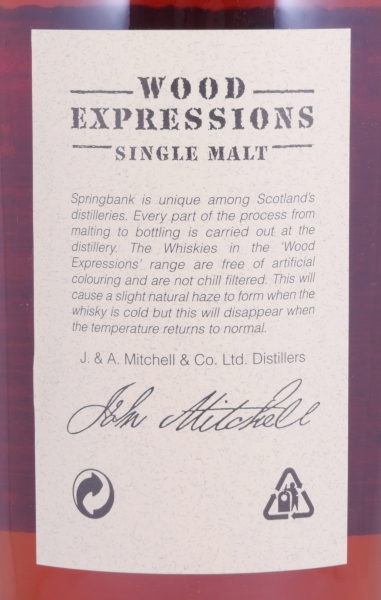 WOOD
EXPRESSIONS
SINGLE MALT
Springbank is unique among Scotland's
distilleries. Every part of the process from
malting to bottling is carried out at the
distillery. The Whiskies in the 'Wood
Expressions' range are free of artificial
colouring and are not chill filtered. This will
cause a slight natural haze to form when the
whisky is cold but this will disappear when
the temperature returns to normal.
J. & A. Mitchell & Co. Ltd. Distillers
John Mitchell